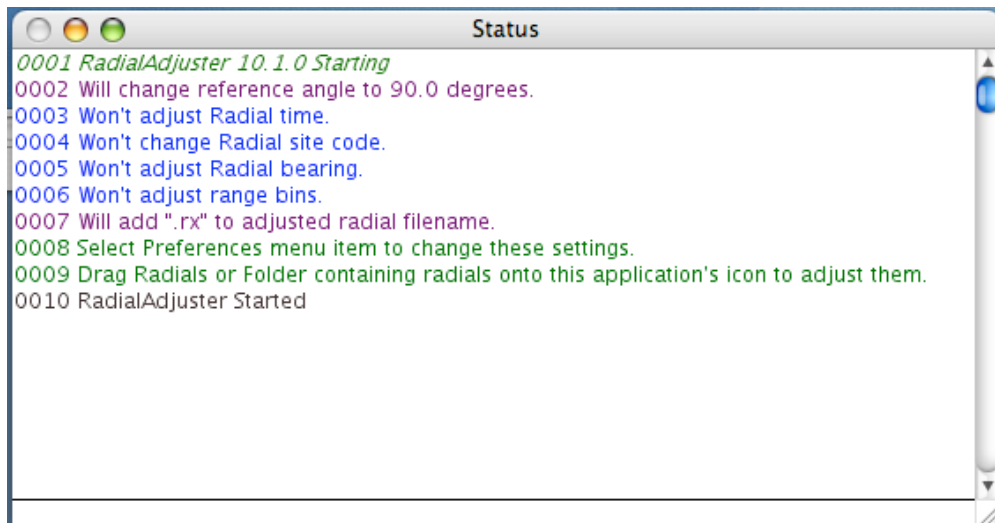 Status
0001 RadialAdjuster 10.1.0 Starting
0002 Will change reference angle to 90.0 degrees.
0003 Won't adjust Radial time.
0004 Won't change Radial site code.
0005 Won't adjust Radial bearing.
0006 Won't adjust range bins.
0007 Will add ".rx" to adjusted radial filename.
0008 Select Preferences menu item to change these settings.
0009 Drag Radials or Folder containing radials onto this application's icon to adjust them.
0010 RadialAdjuster Started